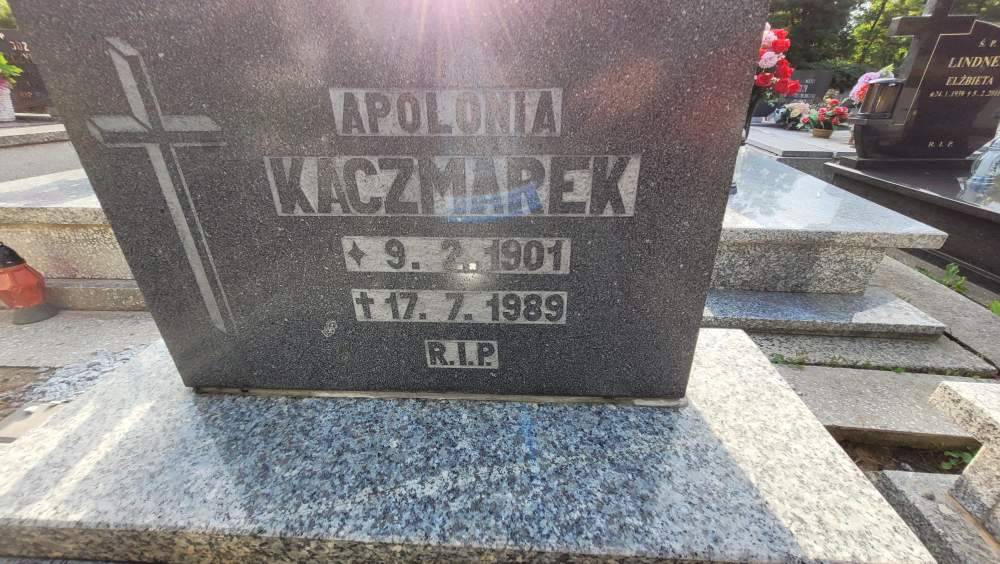 APOLONIA
KACZMAREK
✦ 9. 2. 1901
✝ 17. 7. 1989
R.I.P.
Ś. P.
LINDNE
ELŻBIETA
R. I. P.